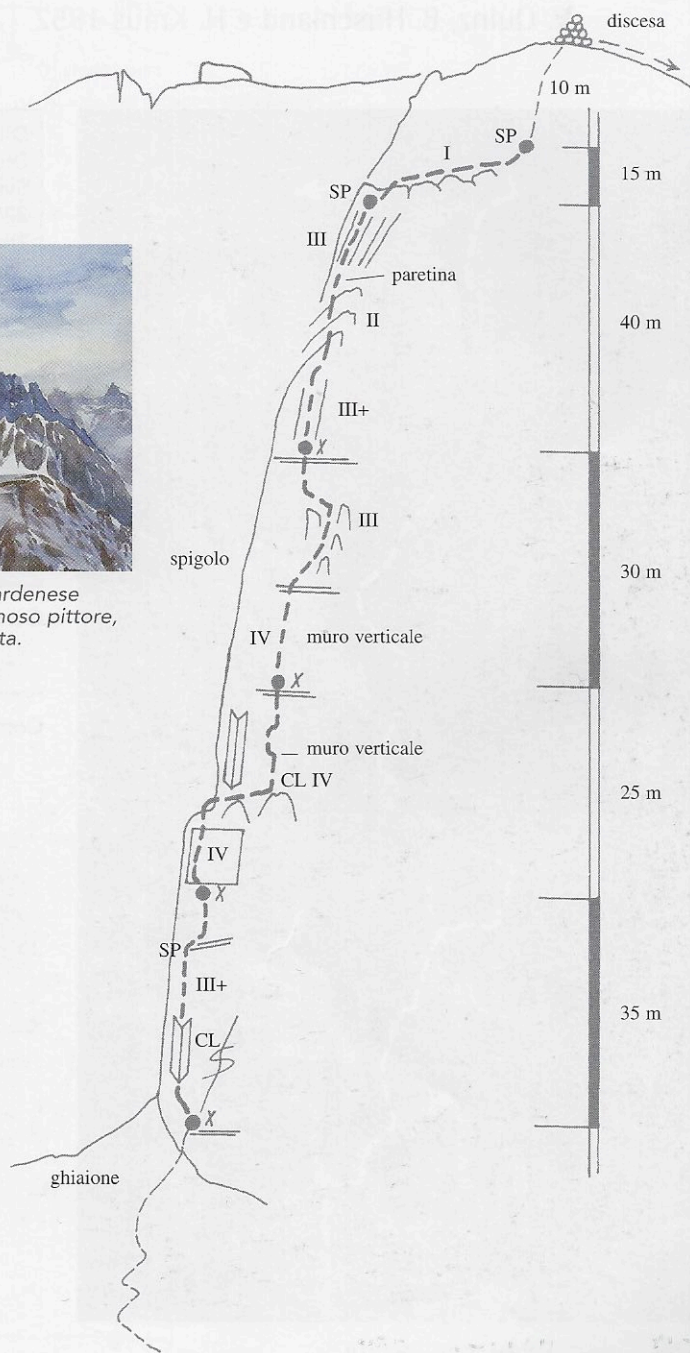 discesa
10 m
SP
I
15 m
SP
III
paretina
II
40 m
III+
X
III
spigolo
30 m
ardenese
noso pittore,
ta.
IV muro verticale
X
muro verticale
CL IV
25 m
IV
X
SP
III+
35 m
CL
X
ghiaione